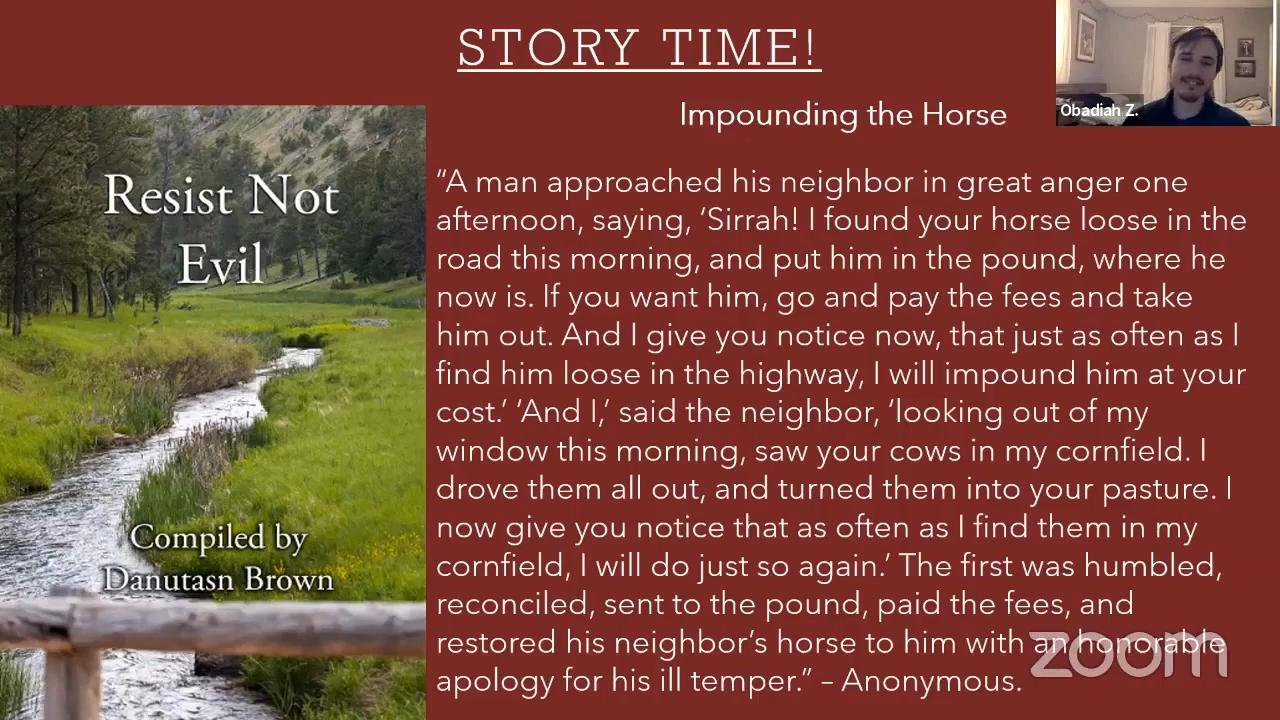 STORY TIME!
Impounding the Horse
Obadiah Z.
Resist Not
Evil
Compiled by
Danutasn Brown
“A man approached his neighbor in great anger one
afternoon, saying, ‘Sirrah! I found your horse loose in the
road this morning, and put him in the pound, where he
now is. If you want him, go and pay the fees and take
him out. And I give you notice now, that just as often as I
find him loose in the highway, I will impound him at your
cost.’ ‘And I,’ said the neighbor, ‘looking out of my
window this morning, saw your cows in my cornfield. I
drove them all out, and turned them into your pasture. I
now give you notice that as often as I find them in my
cornfield, I will do just so again.’ The first was humbled,
reconciled, sent to the pound, paid the fees, and
restored his neighbor’s horse to him with an honorable
apology for his ill temper.” – Anonymous.
zoom